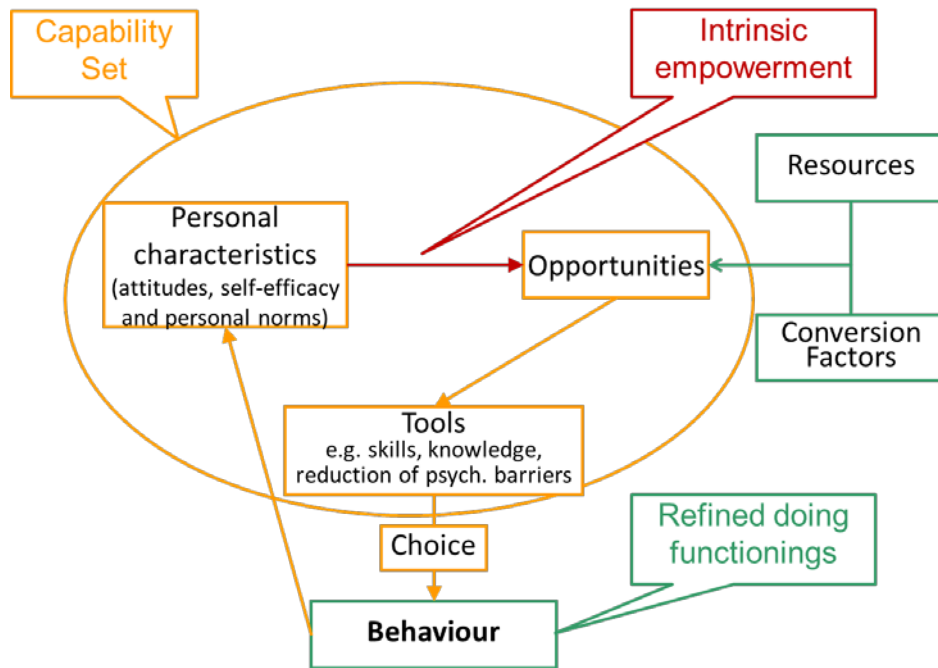 Capability
Set
Intrinsic
empowerment
Resources
Personal
characteristics
(attitudes, self-efficacy
and personal norms)
Opportunities
Conversion
Factors
Tools
e.g. skills, knowledge,
reduction of psych. barriers
Choice
Refined doing
functionings
Behaviour